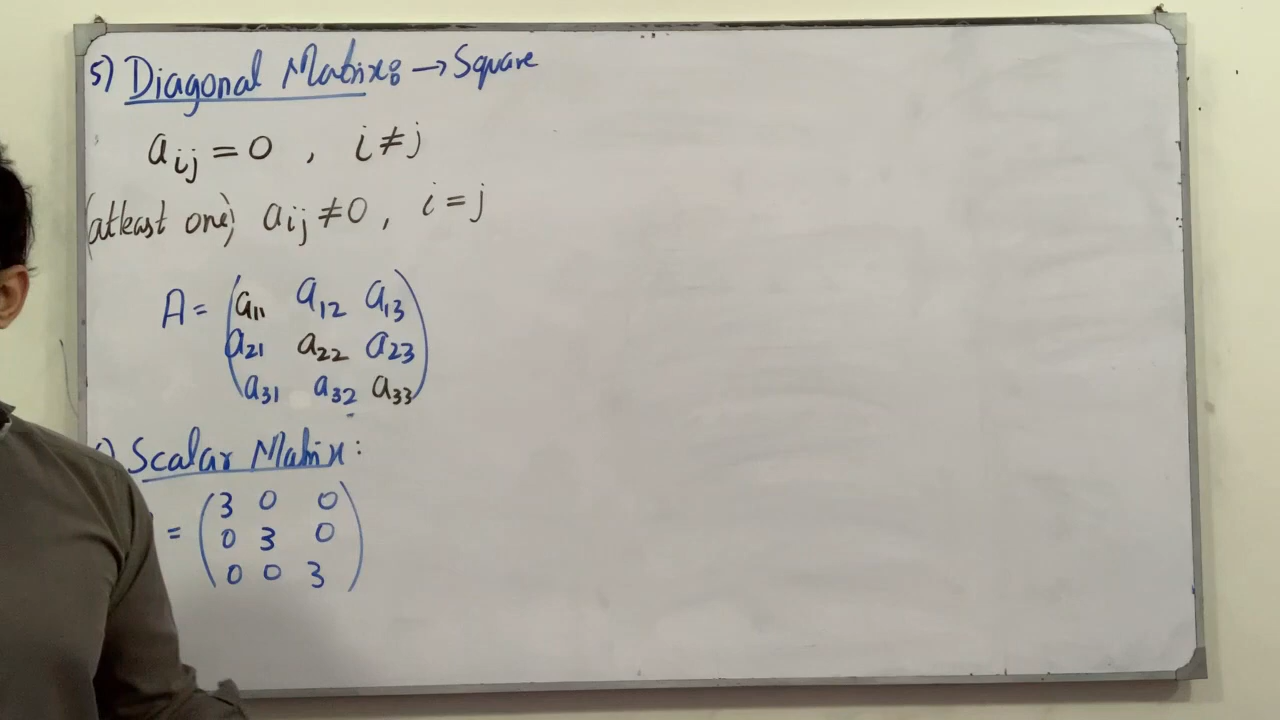 5) Diagonal Matrix: → Square
aij = 0 , i ≠ j
(atleast one) aij ≠ 0 , i = j
A = (a11 a12 a13
a21 a22 a23
a31 a32 a33)
) Scalar Matrix:
= (3 0 0
0 3 0
0 0 3)